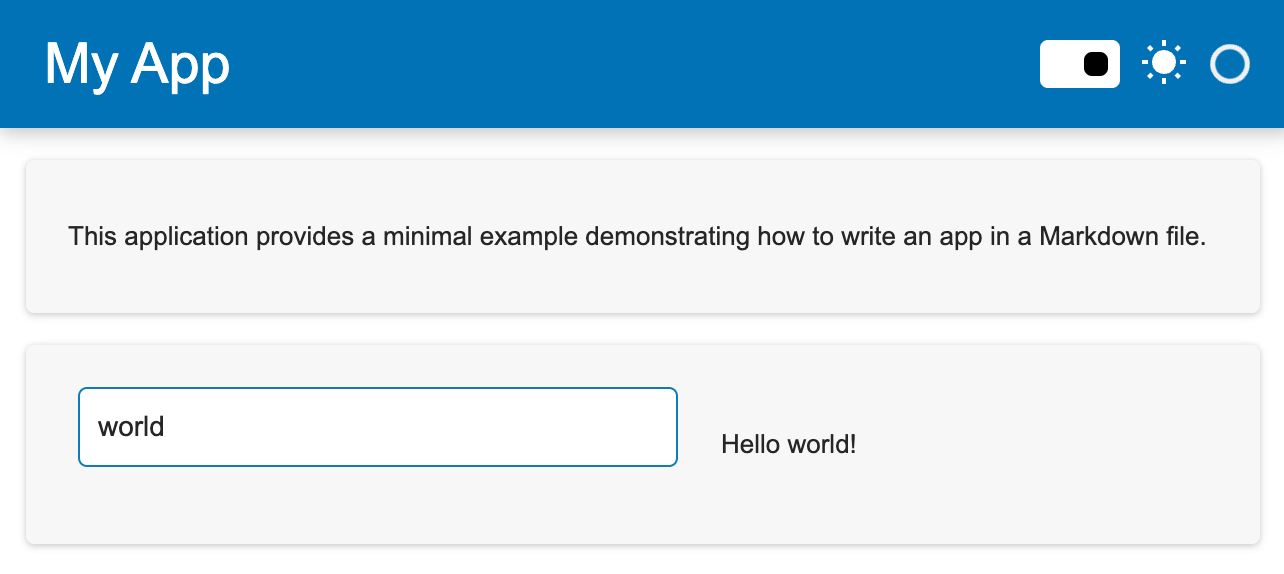 My App
This application provides a minimal example demonstrating how to write an app in a Markdown file.
world
Hello world!